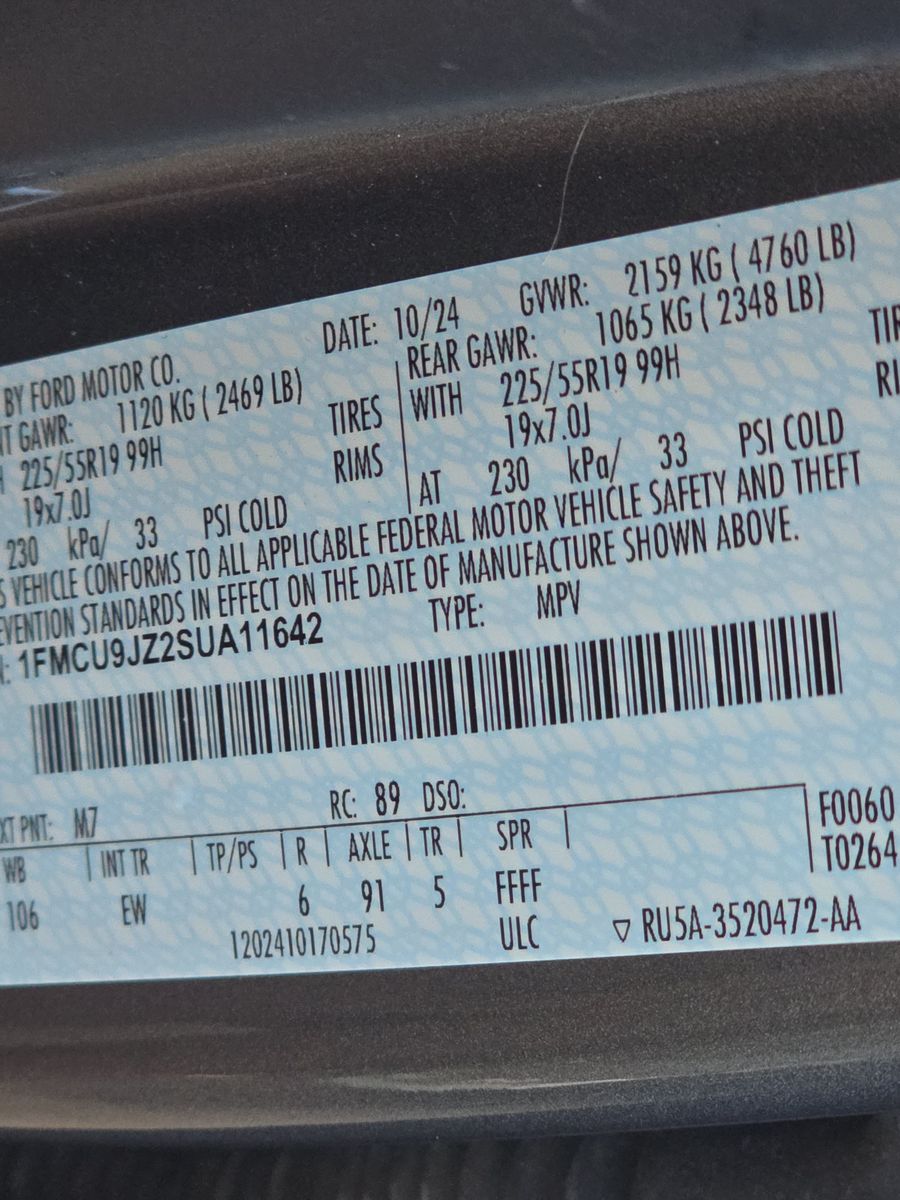 BY FORD MOTOR CO. DATE: 10/24 GVWR: 2159 KG ( 4760 LB)
NT GAWR: 1120 KG ( 2469 LB) REAR GAWR: 1065 KG ( 2348 LB)
H 225/55R19 99H TIRES WITH 225/55R19 99H TIR
19x7.0J RIMS 19x7.0J RI
230 kPa/ 33 PSI COLD AT 230 kPa/ 33 PSI COLD
S VEHICLE CONFORMS TO ALL APPLICABLE FEDERAL MOTOR VEHICLE SAFETY AND THEFT
EVENTION STANDARDS IN EFFECT ON THE DATE OF MANUFACTURE SHOWN ABOVE.
N: 1FMCU9JZ2SUA11642 TYPE: MPV
XT PNT: M7 RC: 89 DSO:
WB INT TR TP/PS R AXLE TR SPR F0060
T0264
106 EW 6 91 5 FFFF
1202410170575 ULC ▽ RU5A-3520472-AA